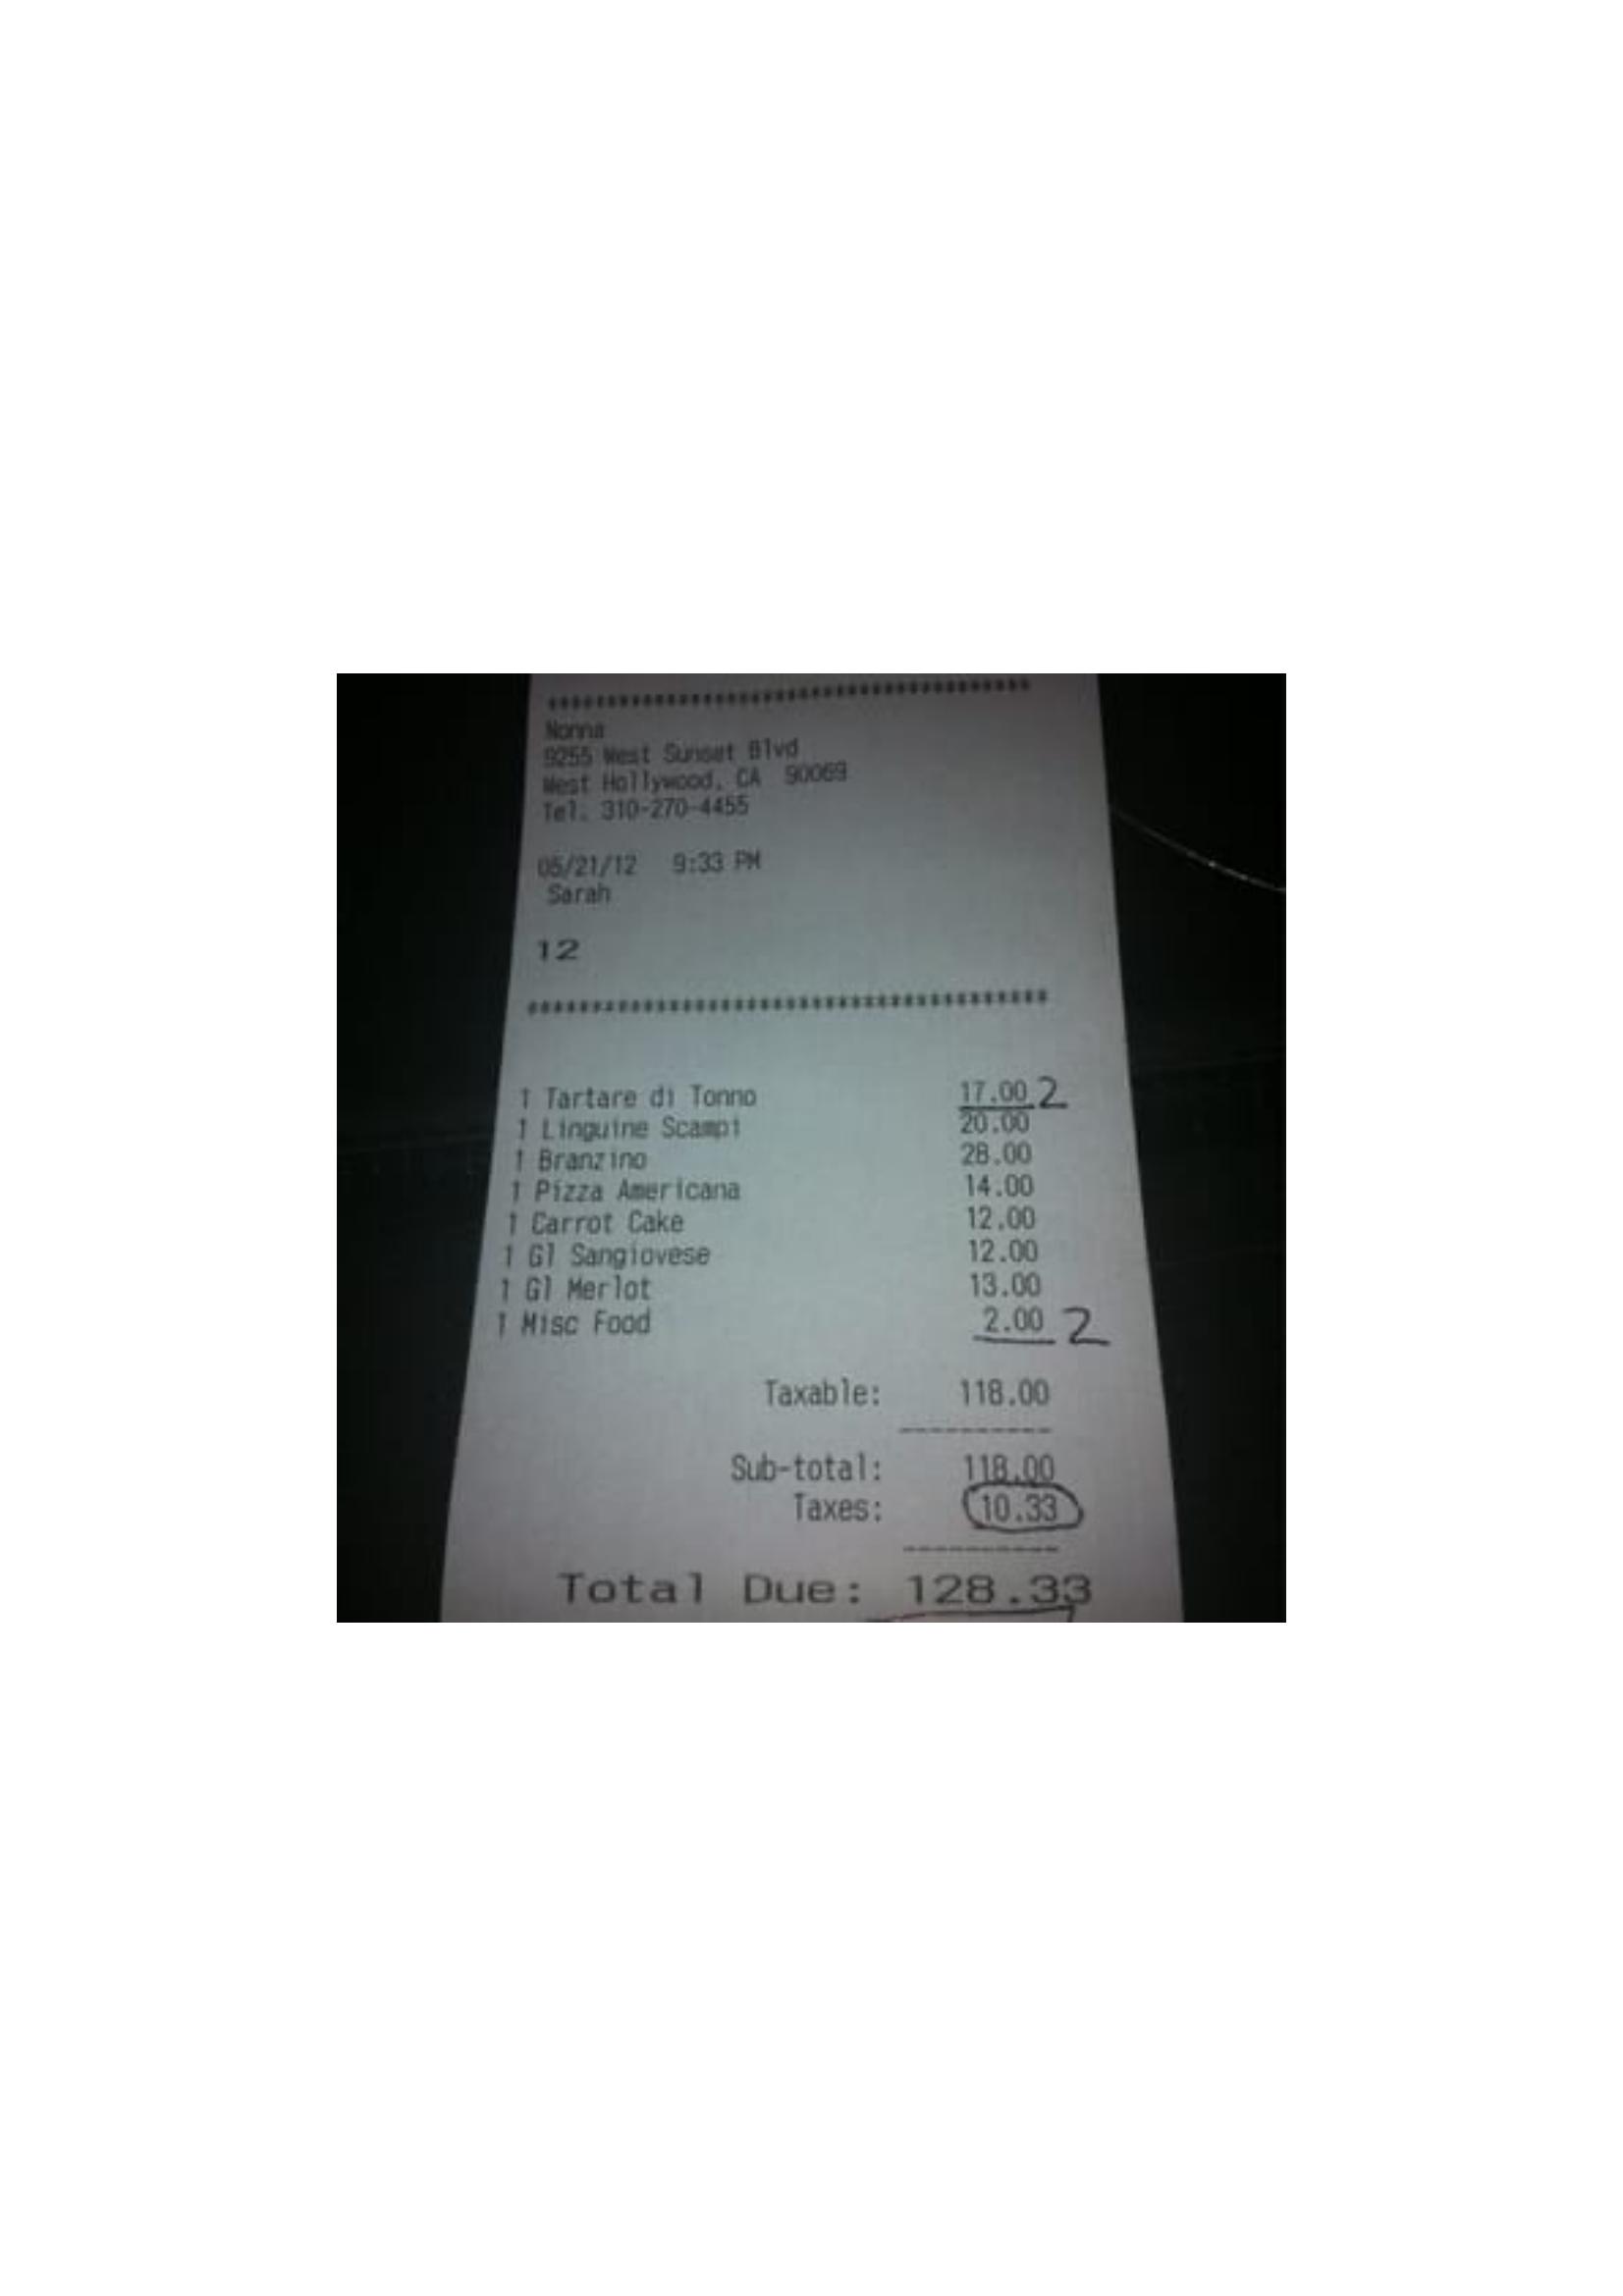 ****************************************
Nonna
9255 West Sunset Blvd
West Hollywood, CA 90069
Tel. 310-270-4455
05/21/12 9:33 PM
Sarah
12
****************************************
1 Tartare di Tonno 17.00 2
1 Linguine Scampi 20.00
1 Branzino 28.00
1 Pizza Americana 14.00
1 Carrot Cake 12.00
1 Gl Sangiovese 12.00
1 Gl Merlot 13.00
1 Misc Food 2.00 2
Taxable: 118.00
----------
Sub-total: 118.00
Taxes: 10.33
----------
Total Due: 128.33